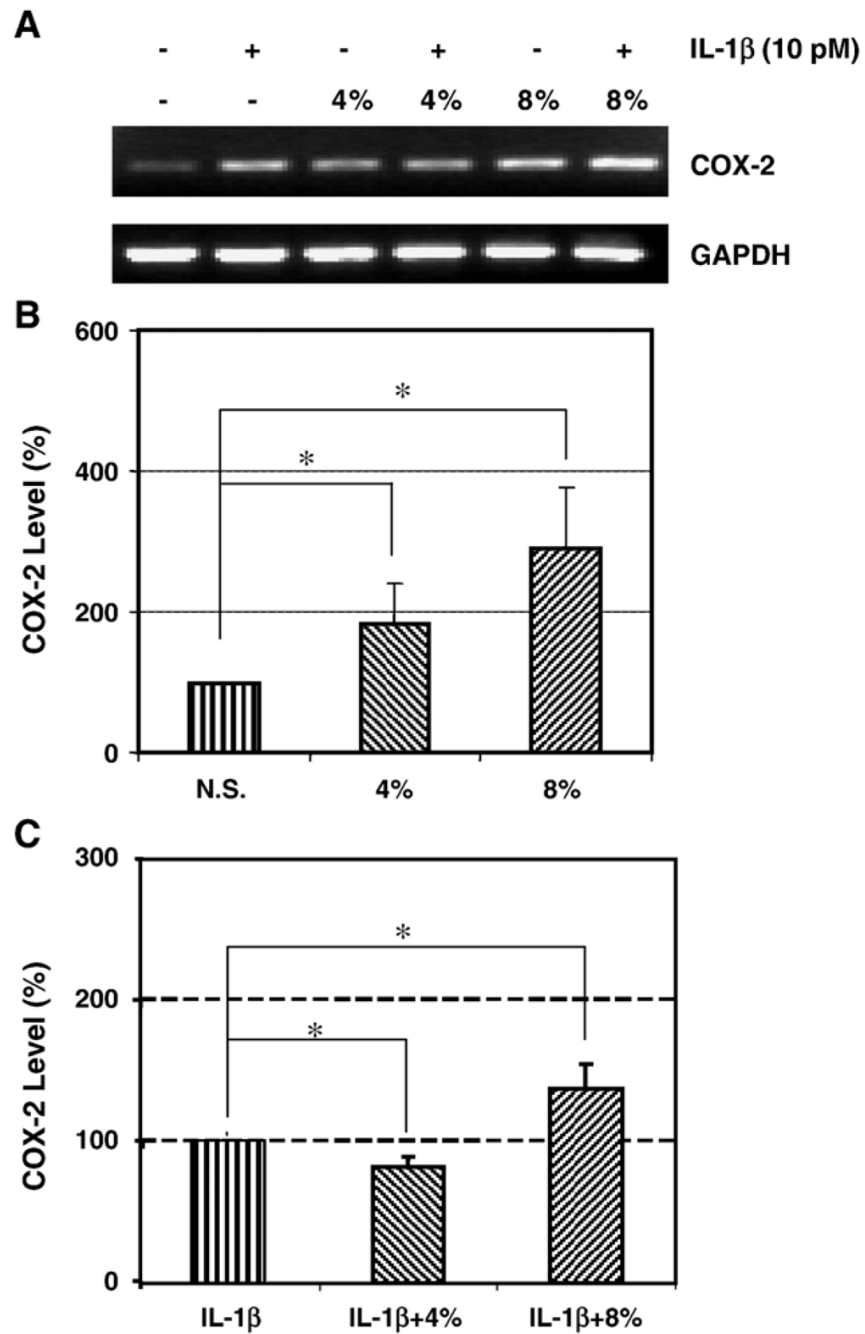 A
- + - + - + IL-1β (10 pM)
- - 4% 4% 8% 8%
COX-2
GAPDH
B
600
400
200
0
COX-2 Level (%)
*
*
N.S. 4% 8%
C
300
200
100
0
COX-2 Level (%)
*
*
IL-1β IL-1β+4% IL-1β+8%